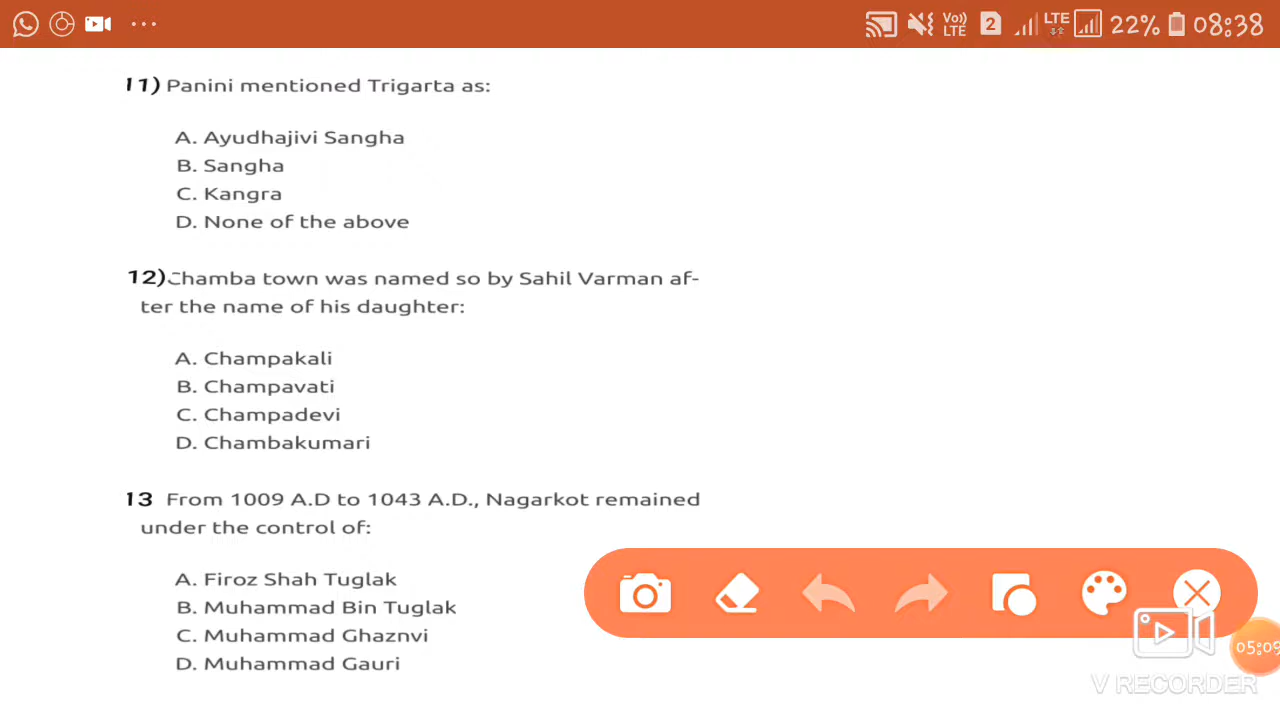 LTE 2 LTE 22% 08:38
11) Panini mentioned Trigarta as:
A. Ayudhajivi Sangha
B. Sangha
C. Kangra
D. None of the above
12) Chamba town was named so by Sahil Varman af-
ter the name of his daughter:
A. Champakali
B. Champavati
C. Champadevi
D. Chambakumari
13 From 1009 A.D to 1043 A.D., Nagarkot remained
under the control of:
A. Firoz Shah Tuglak
B. Muhammad Bin Tuglak
C. Muhammad Ghaznvi
D. Muhammad Gauri
05:09
V RECORDER